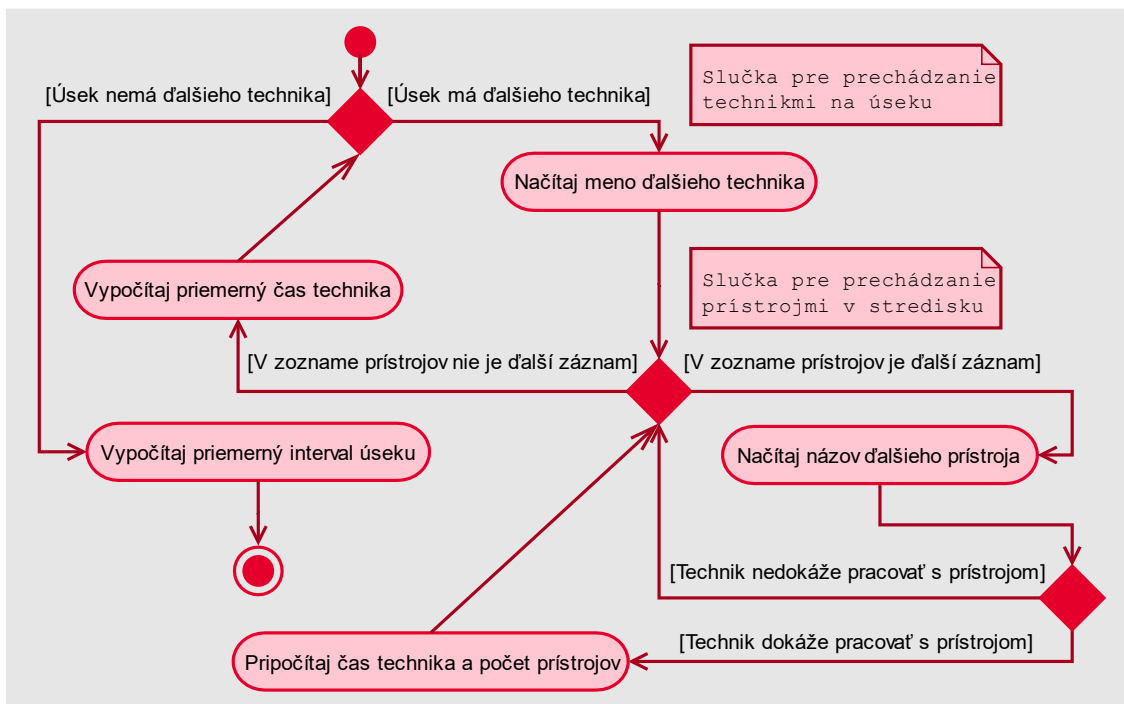 [Úsek nemá ďalšieho technika]
[Úsek má ďalšieho technika]
Slučka pre prechádzanie
technikmi na úseku
Načítaj meno ďalšieho technika
Vypočítaj priemerný čas technika
Slučka pre prechádzanie
prístrojmi v stredisku
[V zozname prístrojov nie je ďalší záznam]
[V zozname prístrojov je ďalší záznam]
Vypočítaj priemerný interval úseku
Načítaj názov ďalšieho prístroja
[Technik nedokáže pracovať s prístrojom]
[Technik dokáže pracovať s prístrojom]
Pripočítaj čas technika a počet prístrojov